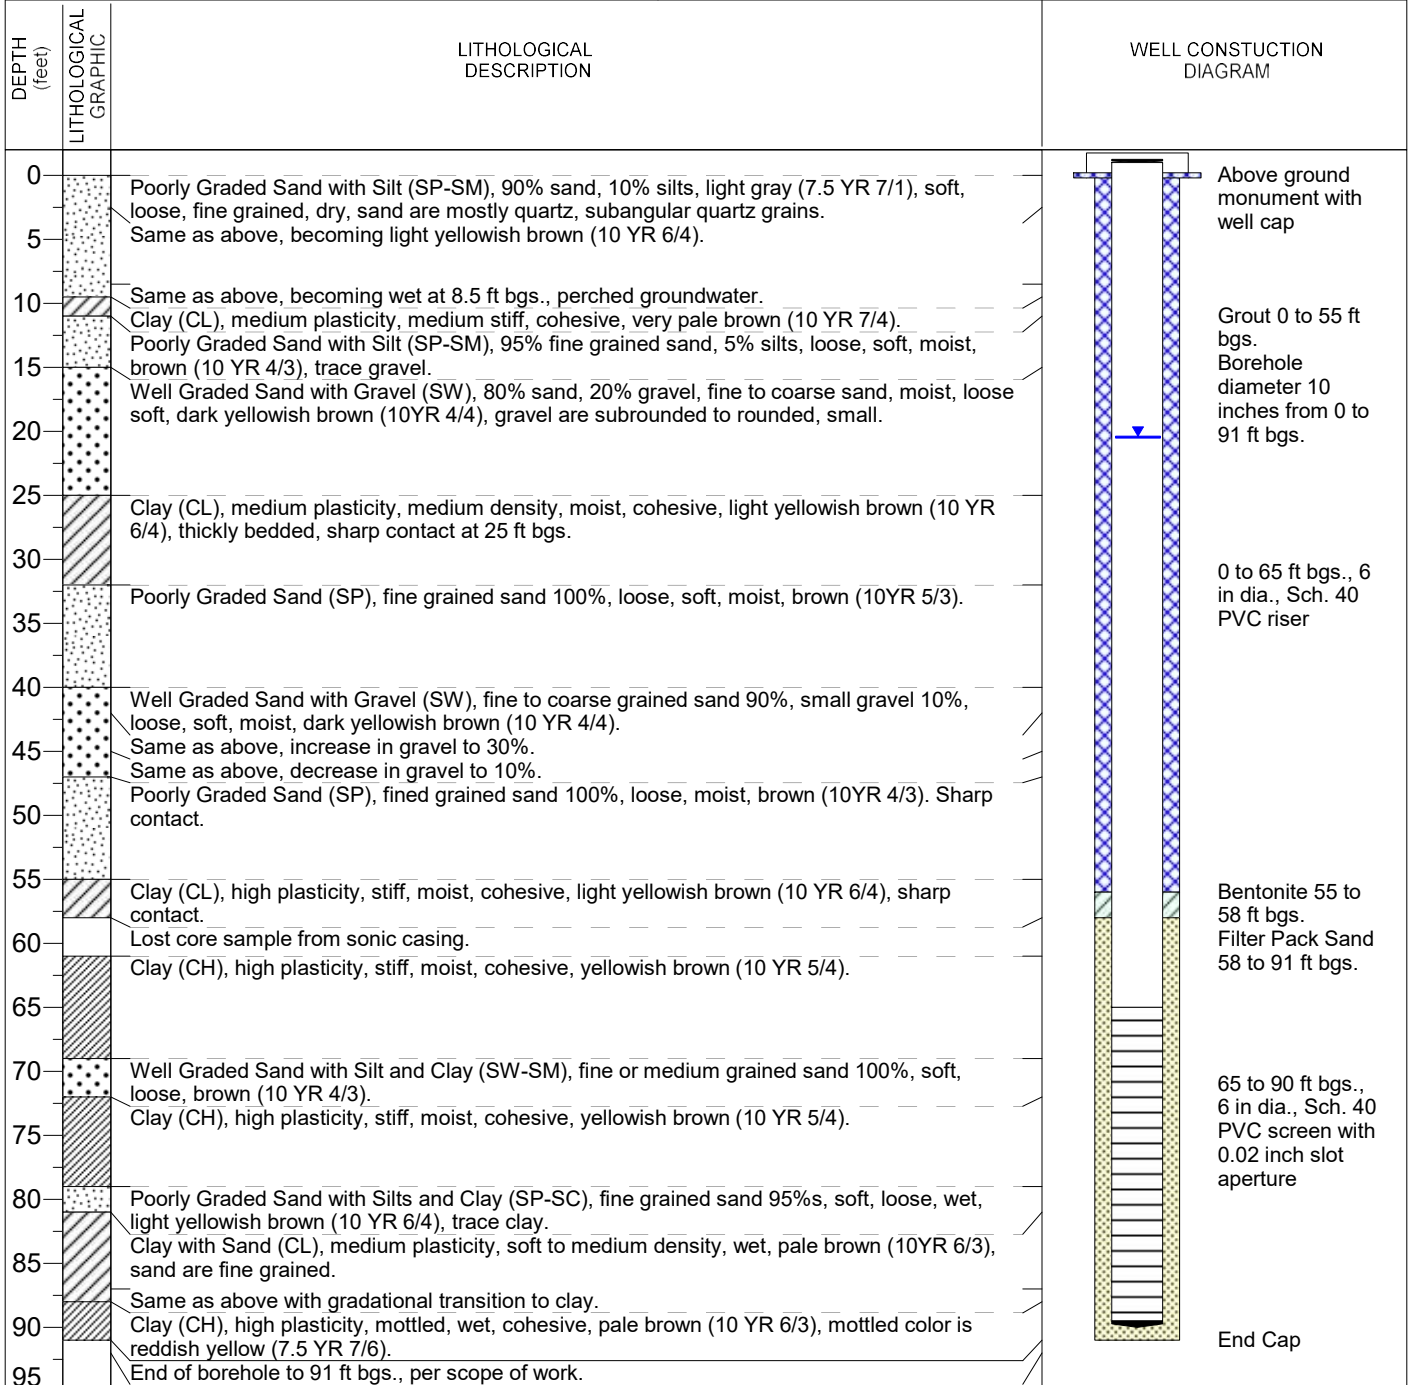 DEPTH
(feet)
LITHOLOGICAL
GRAPHIC
LITHOLOGICAL
DESCRIPTION
WELL CONSTUCTION
DIAGRAM
0
5
10
15
20
25
30
35
40
45
50
55
60
65
70
75
80
85
90
95
Poorly Graded Sand with Silt (SP-SM), 90% sand, 10% silts, light gray (7.5 YR 7/1), soft,
loose, fine grained, dry, sand are mostly quartz, subangular quartz grains.
Same as above, becoming light yellowish brown (10 YR 6/4).
Same as above, becoming wet at 8.5 ft bgs., perched groundwater.
Clay (CL), medium plasticity, medium stiff, cohesive, very pale brown (10 YR 7/4).
Poorly Graded Sand with Silt (SP-SM), 95% fine grained sand, 5% silts, loose, soft, moist,
brown (10 YR 4/3), trace gravel.
Well Graded Sand with Gravel (SW), 80% sand, 20% gravel, fine to coarse sand, moist, loose
soft, dark yellowish brown (10YR 4/4), gravel are subrounded to rounded, small.
Clay (CL), medium plasticity, medium density, moist, cohesive, light yellowish brown (10 YR
6/4), thickly bedded, sharp contact at 25 ft bgs.
Poorly Graded Sand (SP), fine grained sand 100%, loose, soft, moist, brown (10YR 5/3).
Well Graded Sand with Gravel (SW), fine to coarse grained sand 90%, small gravel 10%,
loose, soft, moist, dark yellowish brown (10 YR 4/4).
Same as above, increase in gravel to 30%.
Same as above, decrease in gravel to 10%.
Poorly Graded Sand (SP), fined grained sand 100%, loose, moist, brown (10YR 4/3). Sharp
contact.
Clay (CL), high plasticity, stiff, moist, cohesive, light yellowish brown (10 YR 6/4), sharp
contact.
Lost core sample from sonic casing.
Clay (CH), high plasticity, stiff, moist, cohesive, yellowish brown (10 YR 5/4).
Well Graded Sand with Silt and Clay (SW-SM), fine or medium grained sand 100%, soft,
loose, brown (10 YR 4/3).
Clay (CH), high plasticity, stiff, moist, cohesive, yellowish brown (10 YR 5/4).
Poorly Graded Sand with Silts and Clay (SP-SC), fine grained sand 95%s, soft, loose, wet,
light yellowish brown (10 YR 6/4), trace clay.
Clay with Sand (CL), medium plasticity, soft to medium density, wet, pale brown (10YR 6/3),
sand are fine grained.
Same as above with gradational transition to clay.
Clay (CH), high plasticity, mottled, wet, cohesive, pale brown (10 YR 6/3), mottled color is
reddish yellow (7.5 YR 7/6).
End of borehole to 91 ft bgs., per scope of work.
Above ground
monument with
well cap
Grout 0 to 55 ft
bgs.
Borehole
diameter 10
inches from 0 to
91 ft bgs.
0 to 65 ft bgs., 6
in dia., Sch. 40
PVC riser
Bentonite 55 to
58 ft bgs.
Filter Pack Sand
58 to 91 ft bgs.
65 to 90 ft bgs.,
6 in dia., Sch. 40
PVC screen with
0.02 inch slot
aperture
End Cap